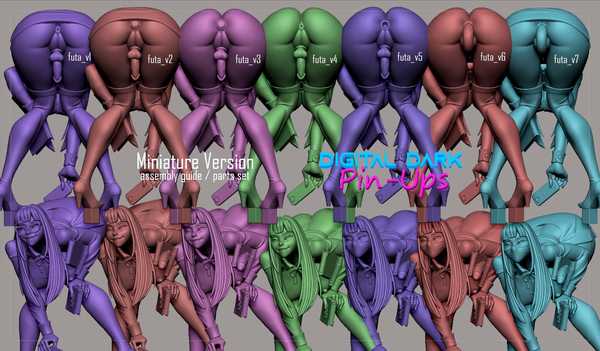 futa_v1
futa_v2
futa_v3
futa_v4
futa_v5
futa_v6
futa_v7
Miniature Version
assembly guide / parts set
DIGITAL DARK
Pin-Ups